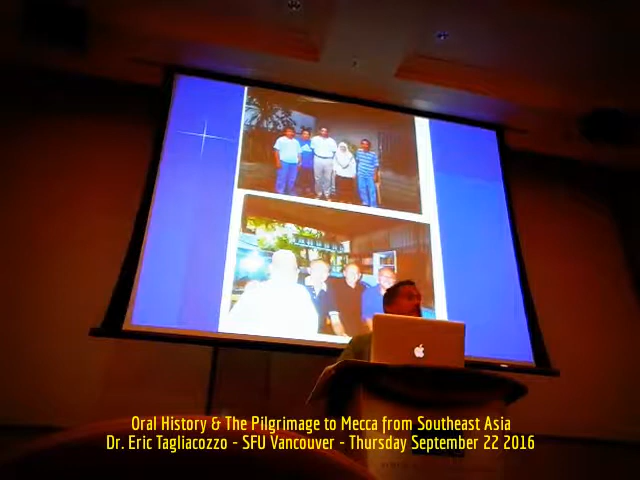 Oral History & The Pilgrimage to Mecca from Southeast Asia
Dr. Eric Tagliacozzo - SFU Vancouver - Thursday September 22 2016